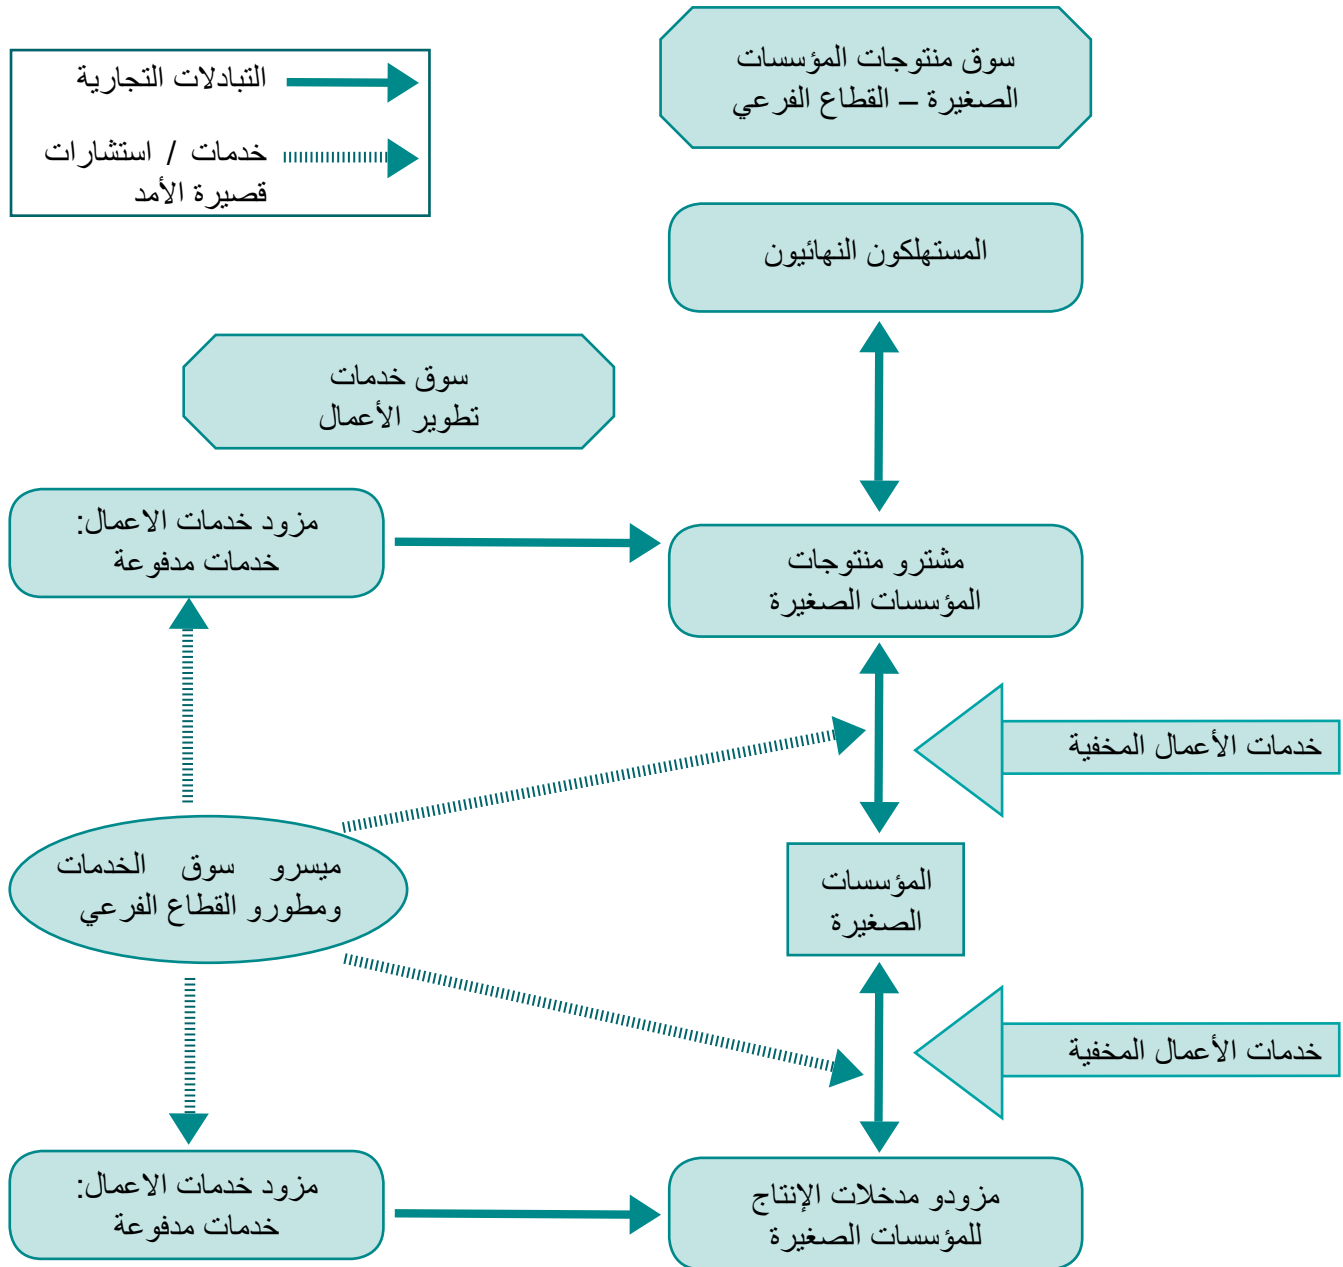 سوق منتوجات المؤسسات
الصغيرة – القطاع الفرعي
التبادلات التجارية
خدمات / استشارات
قصيرة الأمد
المستهلكون النهائيون
سوق خدمات
تطوير الأعمال
مزود خدمات الاعمال:
خدمات مدفوعة
مشترو منتوجات
المؤسسات الصغيرة
خدمات الأعمال المخفية
ميسرو سوق الخدمات
ومطورو القطاع الفرعي
المؤسسات
الصغيرة
خدمات الأعمال المخفية
مزود خدمات الاعمال:
خدمات مدفوعة
مزودو مدخلات الإنتاج
للمؤسسات الصغيرة